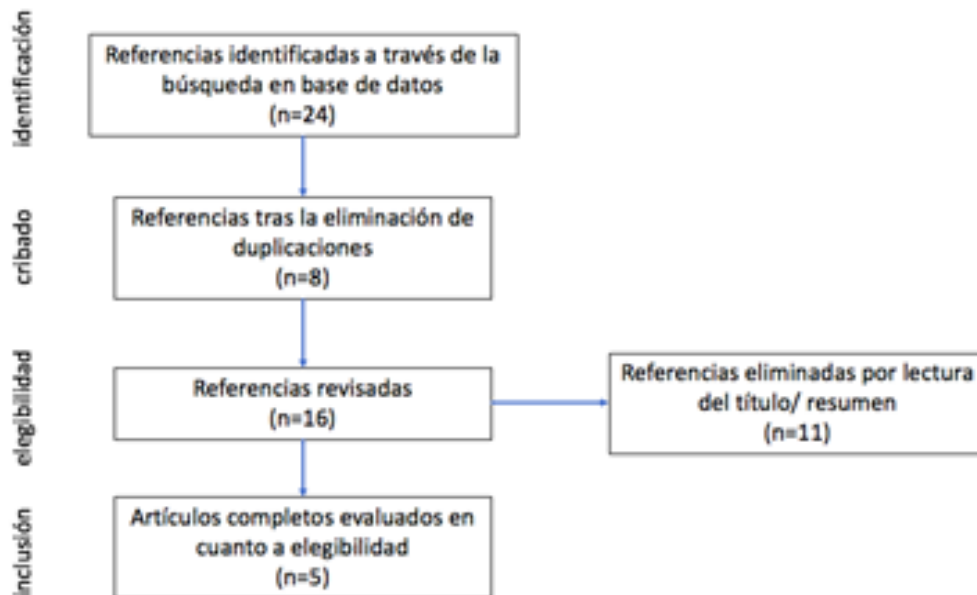 identificación
Referencias identificadas a través de la
búsqueda en base de datos
(n=24)
cribado
Referencias tras la eliminación de
duplicaciones
(n=8)
elegibilidad
Referencias revisadas
(n=16)
Referencias eliminadas por lectura
del título/ resumen
(n=11)
inclusión
Artículos completos evaluados en
cuanto a elegibilidad
(n=5)